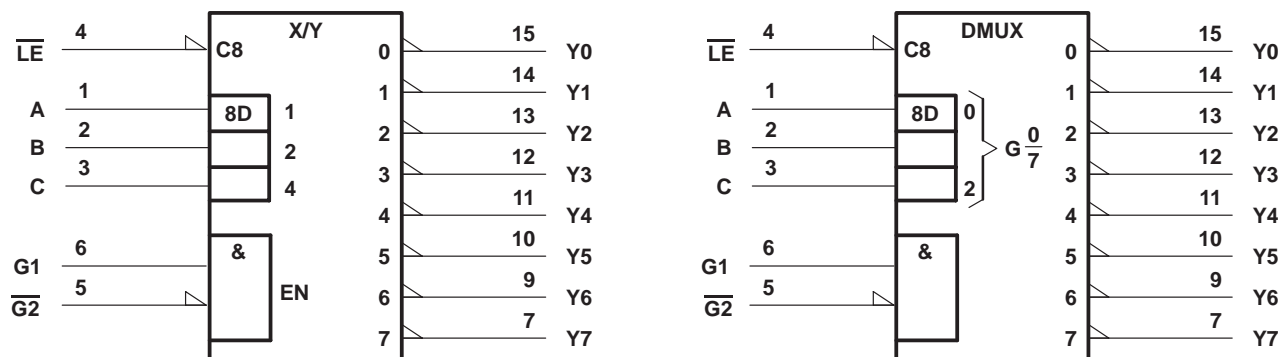 X/Y
LE 4 C8 0 15 Y0
1 14 Y1
A 1 8D 1
2 13 Y2
B 2 2
3 12 Y3
C 3 4
4 11 Y4
& 5 10 Y5
G1 6
G2 5 EN 6 9 Y6
7 7 Y7
DMUX
LE 4 C8 0 15 Y0
1 14 Y1
A 1 8D 0
2 13 Y2
B 2 G 0/7
3 12 Y3
C 3 2
4 11 Y4
& 5 10 Y5
G1 6
G2 5 6 9 Y6
7 7 Y7